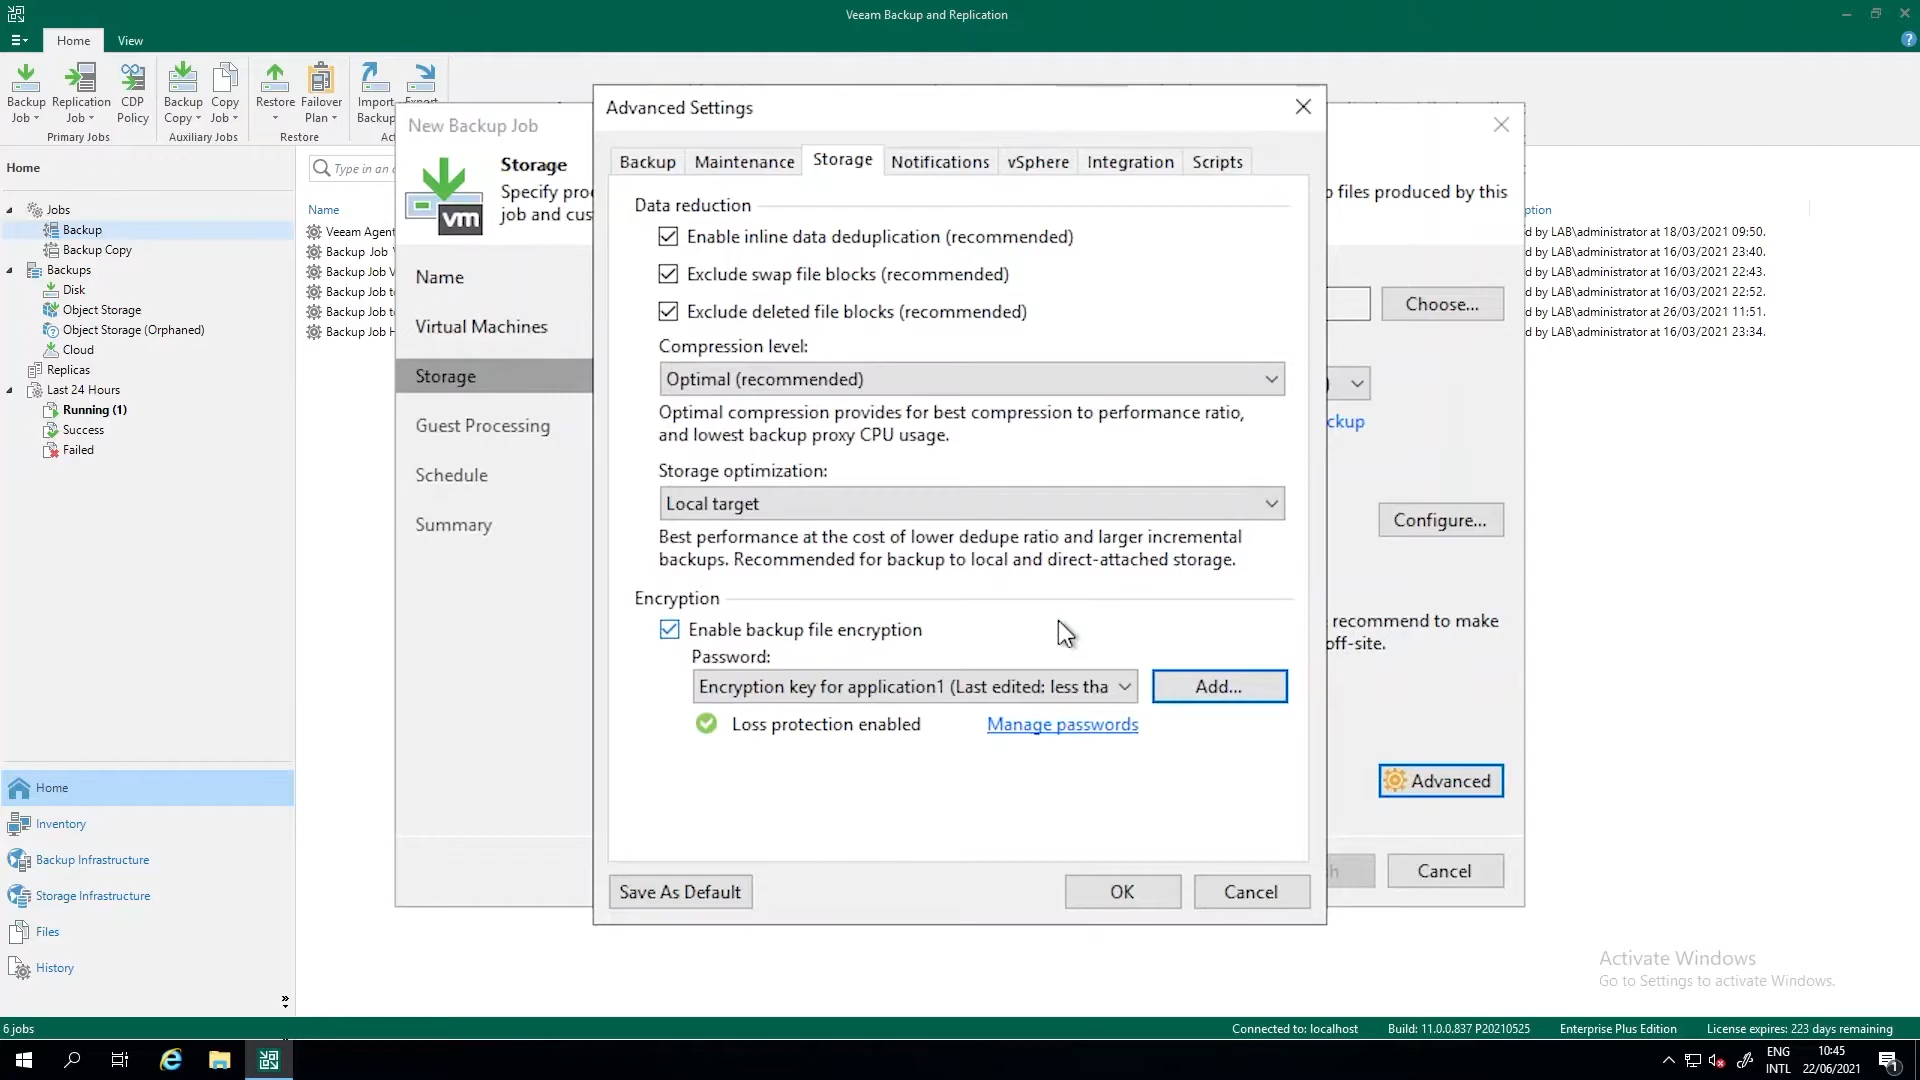 Veeam Backup and Replication
Home
View
Backup Job
Replication Job
CDP Policy
Primary Jobs
Backup Copy
Copy Job
Auxiliary Jobs
Restore
Failover Plan
Restore
Import Backup
Export
Home
Jobs
Backup
Backup Copy
Backups
Disk
Object Storage
Object Storage (Orphaned)
Cloud
Replicas
Last 24 Hours
Running (1)
Success
Failed
Home
Inventory
Backup Infrastructure
Storage Infrastructure
Files
History
Type in an
Name
Veeam Agent
Backup Job
Backup Job V
Backup Job t
Backup Job t
Backup Job H
ption
d by LAB\administrator at 18/03/2021 09:50.
d by LAB\administrator at 16/03/2021 23:40.
d by LAB\administrator at 16/03/2021 22:43.
d by LAB\administrator at 16/03/2021 22:52.
d by LAB\administrator at 26/03/2021 11:51.
d by LAB\administrator at 16/03/2021 23:34.
New Backup Job
vm
Storage
Specify pro
job and cus
files produced by this
Name
Virtual Machines
Storage
Guest Processing
Schedule
Summary
Choose...
ckup
Configure...
recommend to make
off-site.
Advanced
Cancel
Advanced Settings
Backup
Maintenance
Storage
Notifications
vSphere
Integration
Scripts
Data reduction
Enable inline data deduplication (recommended)
Exclude swap file blocks (recommended)
Exclude deleted file blocks (recommended)
Compression level:
Optimal (recommended)
Optimal compression provides for best compression to performance ratio,
and lowest backup proxy CPU usage.
Storage optimization:
Local target
Best performance at the cost of lower dedupe ratio and larger incremental
backups. Recommended for backup to local and direct-attached storage.
Encryption
Enable backup file encryption
Password:
Encryption key for application1 (Last edited: less tha
Add...
Loss protection enabled
Manage passwords
Save As Default
OK
Cancel
Activate Windows
Go to Settings to activate Windows.
6 jobs
Connected to: localhost
Build: 11.0.0.837 P20210525
Enterprise Plus Edition
License expires: 223 days remaining
ENG
INTL
10:45
22/06/2021
1